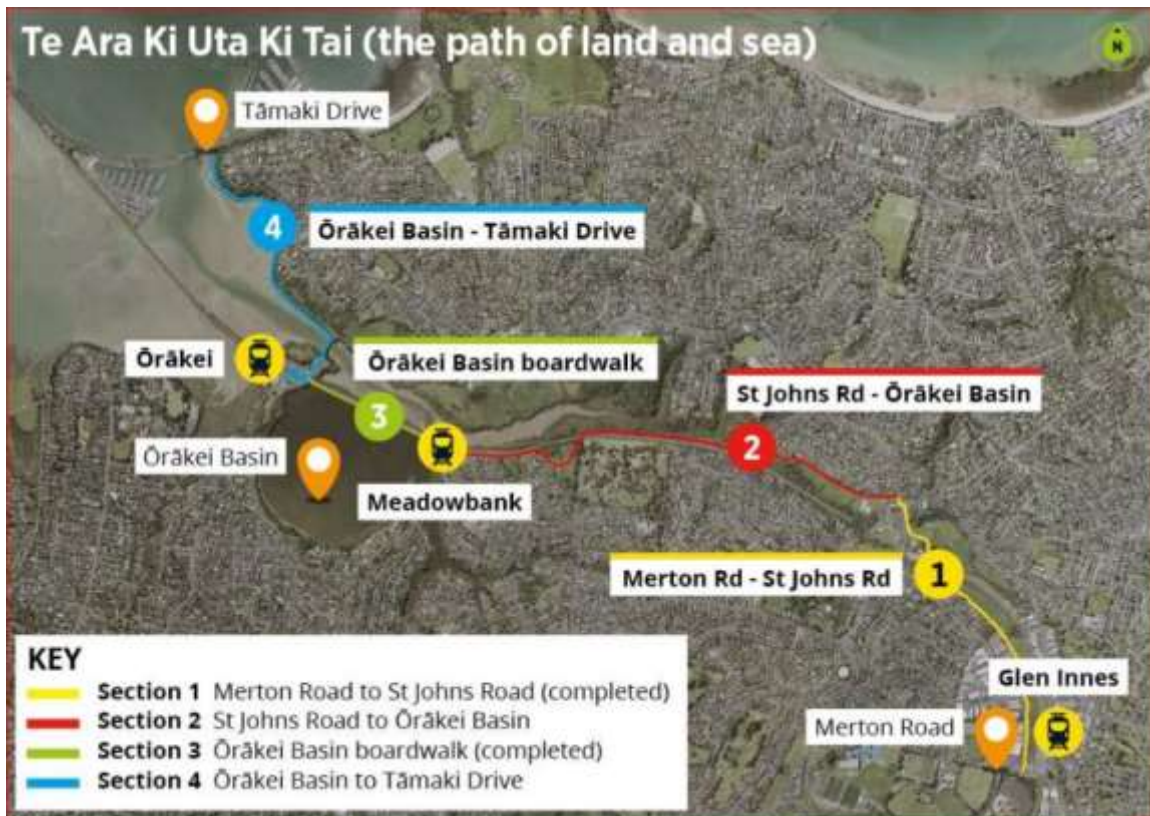 Te Ara Ki Uta Ki Tai (the path of land and sea)
N
Tāmaki Drive
4
Ōrākei Basin - Tāmaki Drive
Ōrākei
Ōrākei Basin boardwalk
3
St Johns Rd - Ōrākei Basin
2
Ōrākei Basin
Meadowbank
Merton Rd - St Johns Rd
1
Glen Innes
Merton Road
KEY
Section 1 Merton Road to St Johns Road (completed)
Section 2 St Johns Road to Ōrākei Basin
Section 3 Ōrākei Basin boardwalk (completed)
Section 4 Ōrākei Basin to Tāmaki Drive